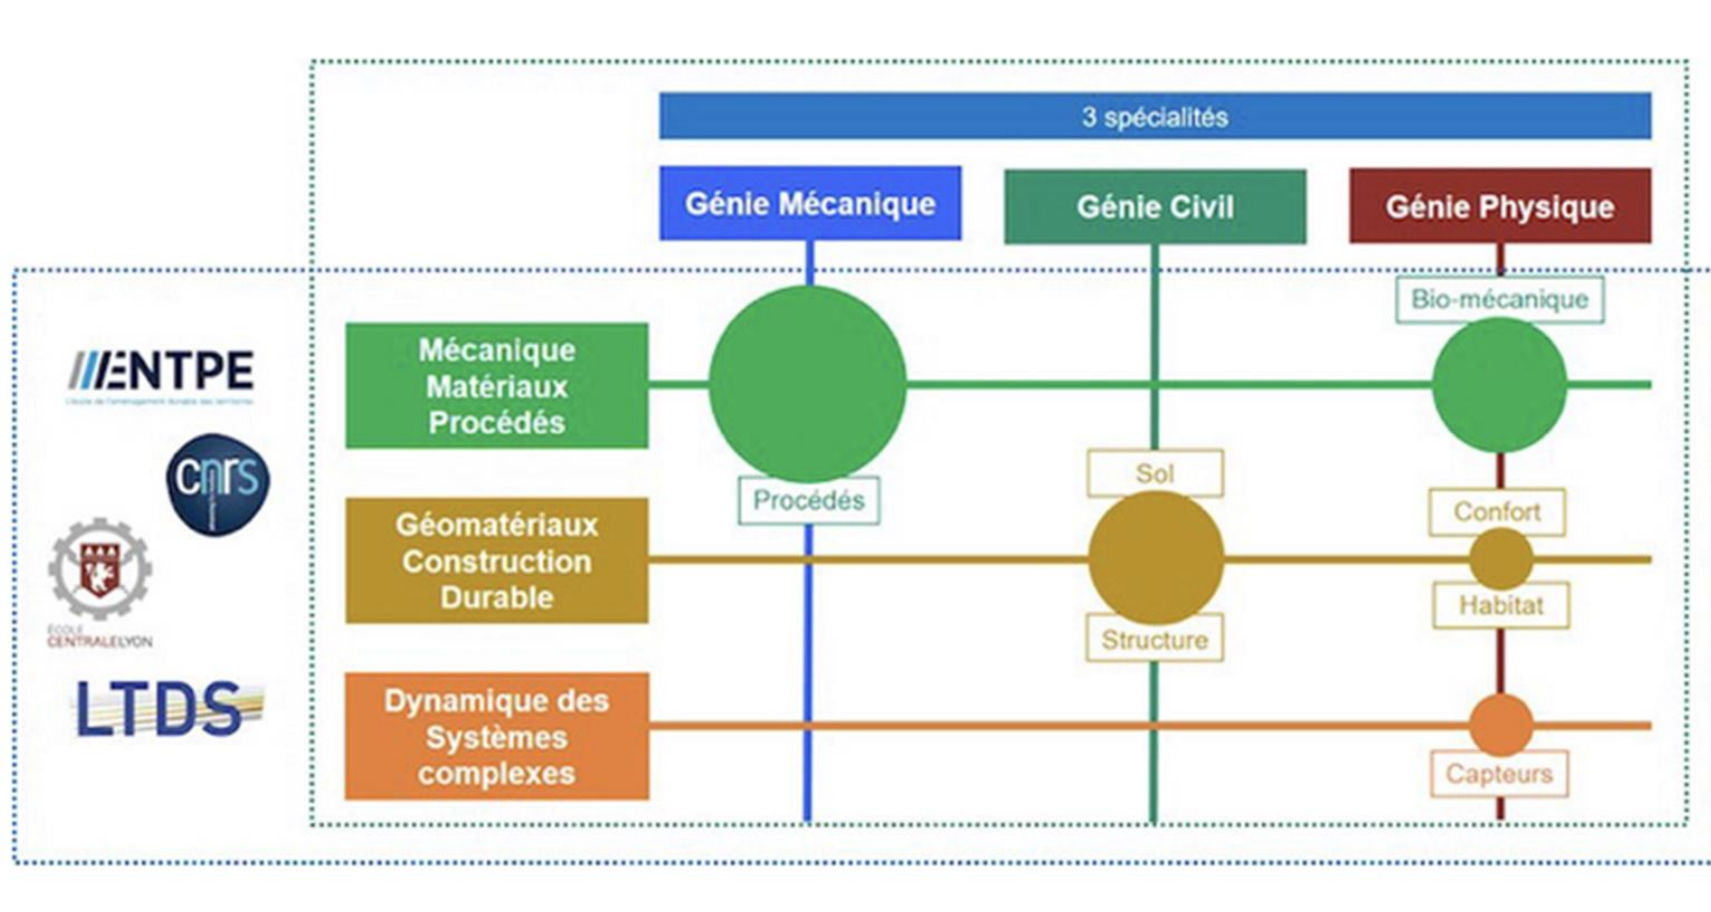 3 spécialités
Génie Mécanique
Génie Civil
Génie Physique
Bio-mécanique
ENTPE
Mécanique
Matériaux
Procédés
cnrs
Sol
Procédés
Confort
Géomatériaux
Construction
Durable
Habitat
Structure
ÉCOLE
CENTRALELYON
LTDS
Dynamique des
Systèmes
complexes
Capteurs